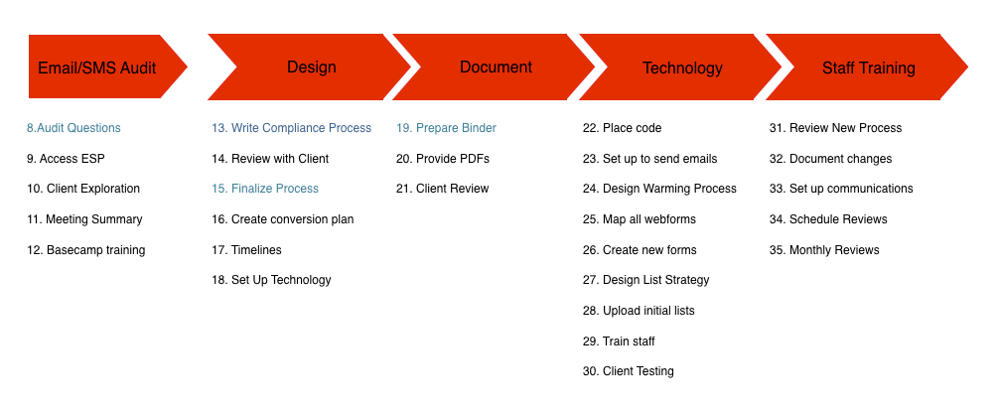 Email/SMS Audit
Design
Document
Technology
Staff Training
8.Audit Questions
9. Access ESP
10. Client Exploration
11. Meeting Summary
12. Basecamp training
13. Write Compliance Process
14. Review with Client
15. Finalize Process
16. Create conversion plan
17. Timelines
18. Set Up Technology
19. Prepare Binder
20. Provide PDFs
21. Client Review
22. Place code
23. Set up to send emails
24. Design Warming Process
25. Map all webforms
26. Create new forms
27. Design List Strategy
28. Upload initial lists
29. Train staff
30. Client Testing
31. Review New Process
32. Document changes
33. Set up communications
34. Schedule Reviews
35. Monthly Reviews